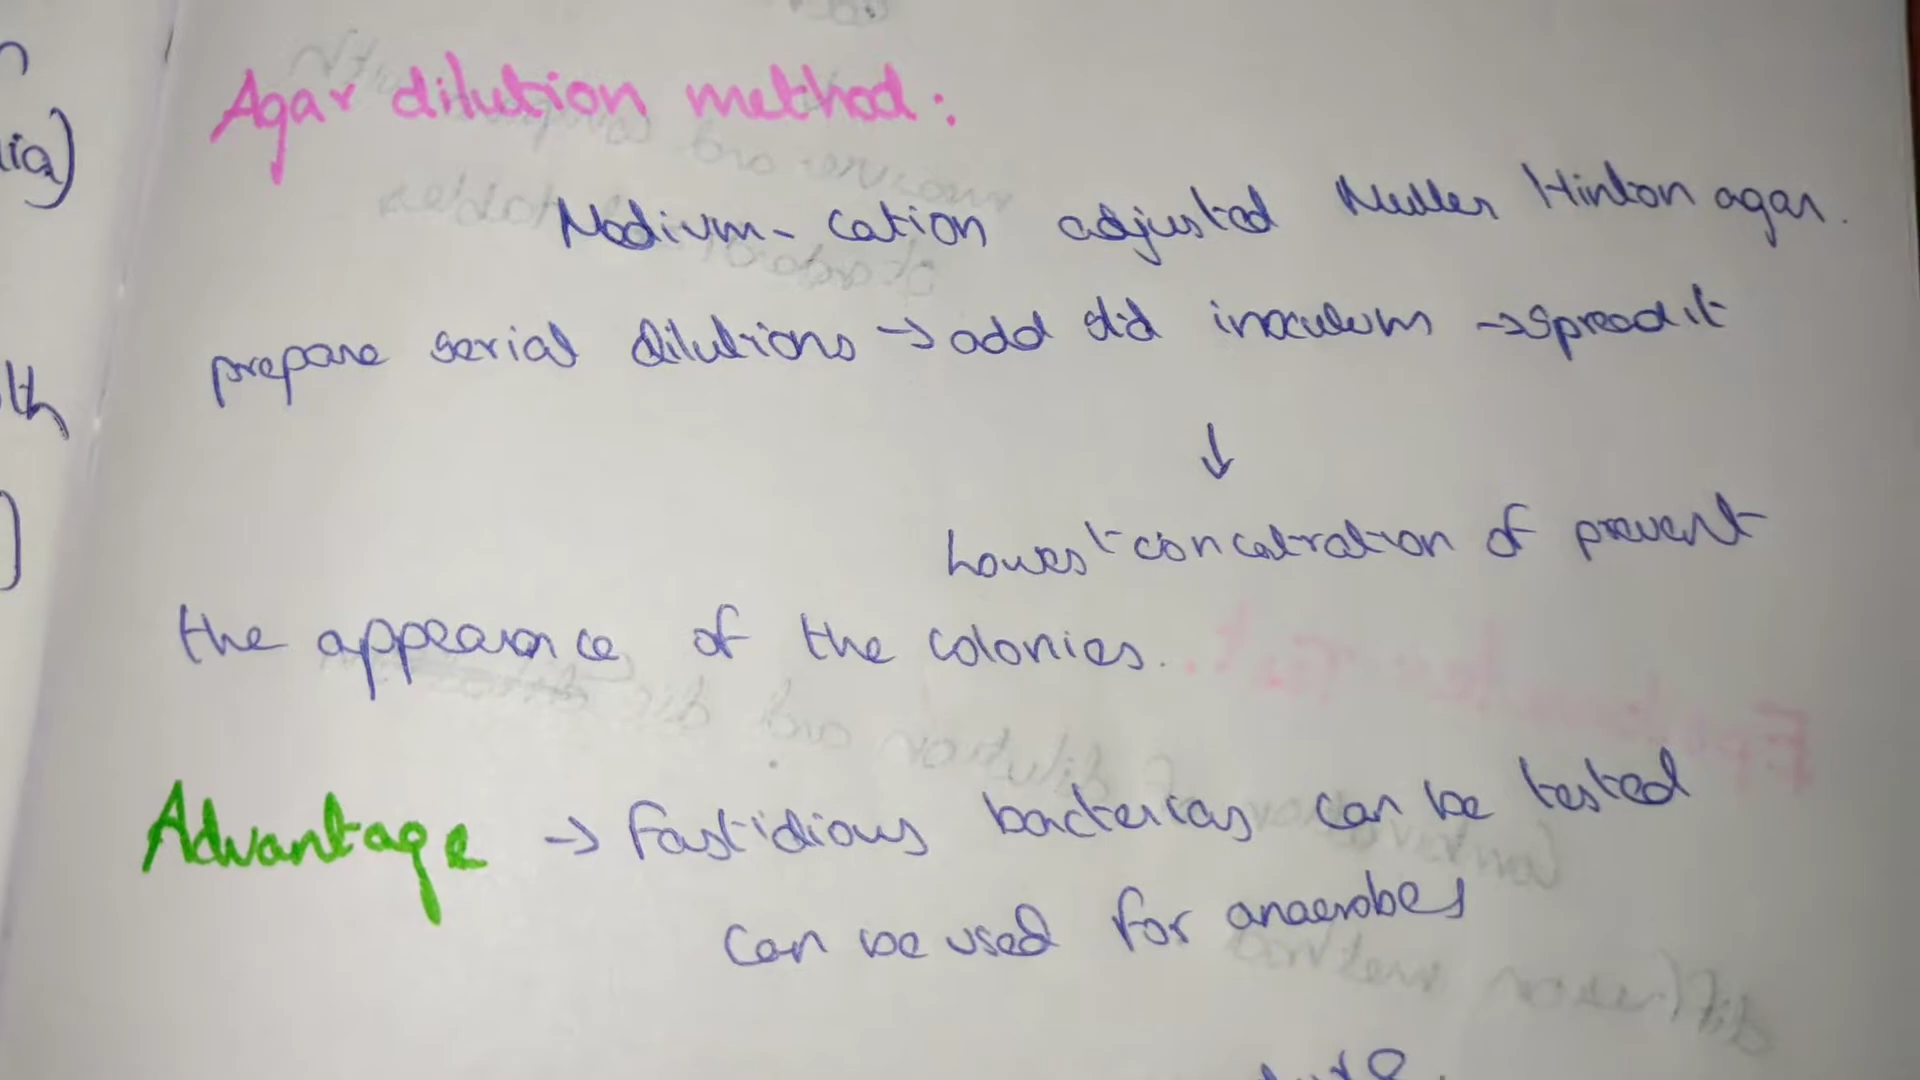 Agar dilution method:
Medium - cation adjusted Muller Hinton agar.
prepare serial dilutions → add std inoculum → spread it
↓
Lowest concentration of prevent
the appearance of the colonies.
Advantage → Fastidious bacterias can be tested
can be used for anaerobes